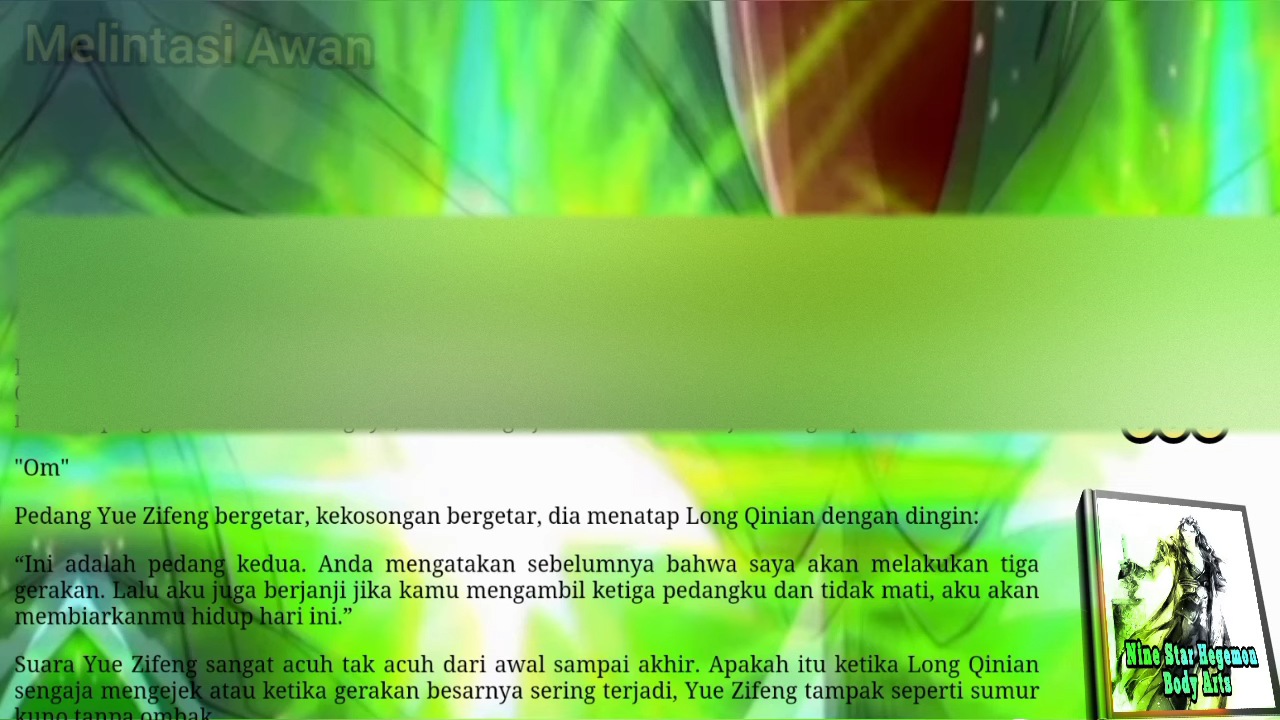 Melintasi Awan
"Om"
Pedang Yue Zifeng bergetar, kekosongan bergetar, dia menatap Long Qinian dengan dingin:
“Ini adalah pedang kedua. Anda mengatakan sebelumnya bahwa saya akan melakukan tiga
gerakan. Lalu aku juga berjanji jika kamu mengambil ketiga pedangku dan tidak mati, aku akan
membiarkanmu hidup hari ini.”
Suara Yue Zifeng sangat acuh tak acuh dari awal sampai akhir. Apakah itu ketika Long Qinian
sengaja mengejek atau ketika gerakan besarnya sering terjadi, Yue Zifeng tampak seperti sumur
kuno tanpa ombak
Nine Star Hegemon
Body Arts